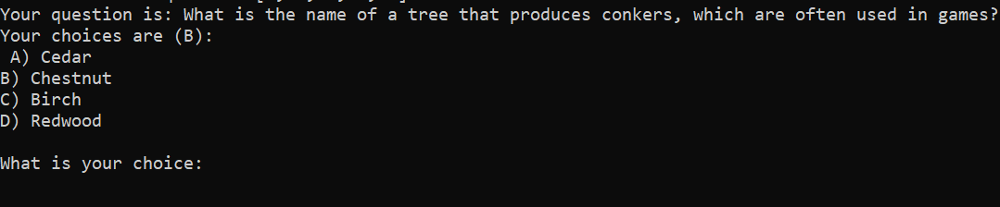 Your question is: What is the name of a tree that produces conkers, which are often used in games?
Your choices are (B):
 A) Cedar
B) Chestnut
C) Birch
D) Redwood

What is your choice: